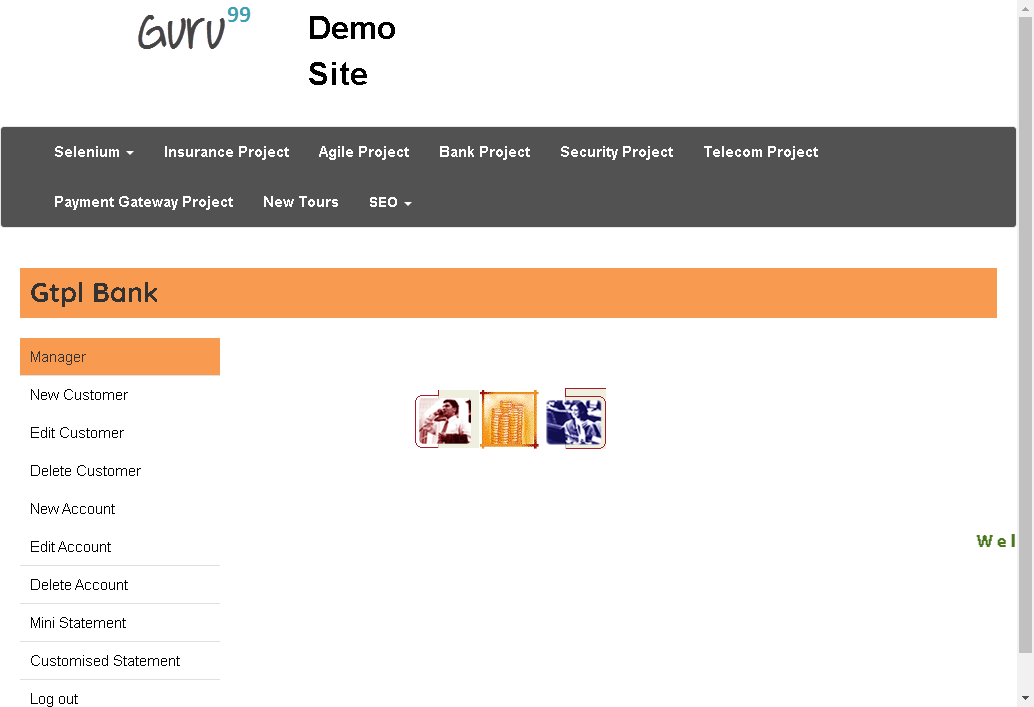 Guru99
Demo
Site
Selenium
Insurance Project
Agile Project
Bank Project
Security Project
Telecom Project
Payment Gateway Project
New Tours
SEO
Gtpl Bank
Manager
New Customer
Edit Customer
Delete Customer
New Account
Edit Account
Wel
Delete Account
Mini Statement
Customised Statement
Log out